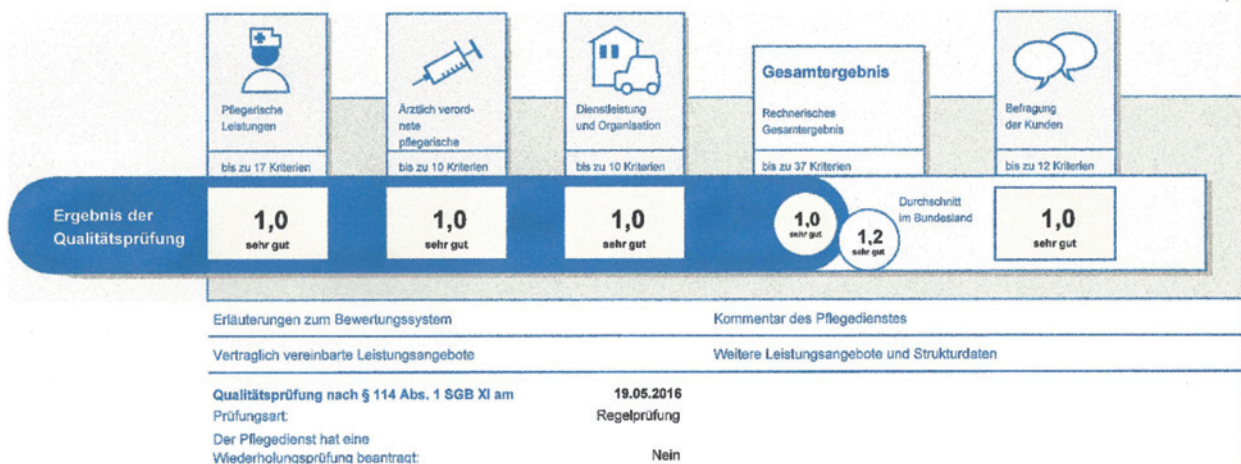 Pflegerische
Leistungen
bis zu 17 Kriterien
Ärztlich verord-
nete
pflegerische
bis zu 10 Kriterien
Dienstleistung
und Organisation
bis zu 10 Kriterien
Gesamtergebnis
Rechnerisches
Gesamtergebnis
bis zu 37 Kriterien
Befragung
der Kunden
bis zu 12 Kriterien
Ergebnis der
Qualitätsprüfung
1,0
sehr gut
1,0
sehr gut
1,0
sehr gut
1,0
sehr gut
1,2
sehr gut
Durchschnitt
im Bundesland
1,0
sehr gut
Erläuterungen zum Bewertungssystem
Kommentar des Pflegedienstes
Vertraglich vereinbarte Leistungsangebote
Weitere Leistungsangebote und Strukturdaten
Qualitätsprüfung nach § 114 Abs. 1 SGB XI am 19.05.2016
Prüfungsart: Regelprüfung
Der Pflegedienst hat eine
Wiederholungsprüfung beantragt: Nein